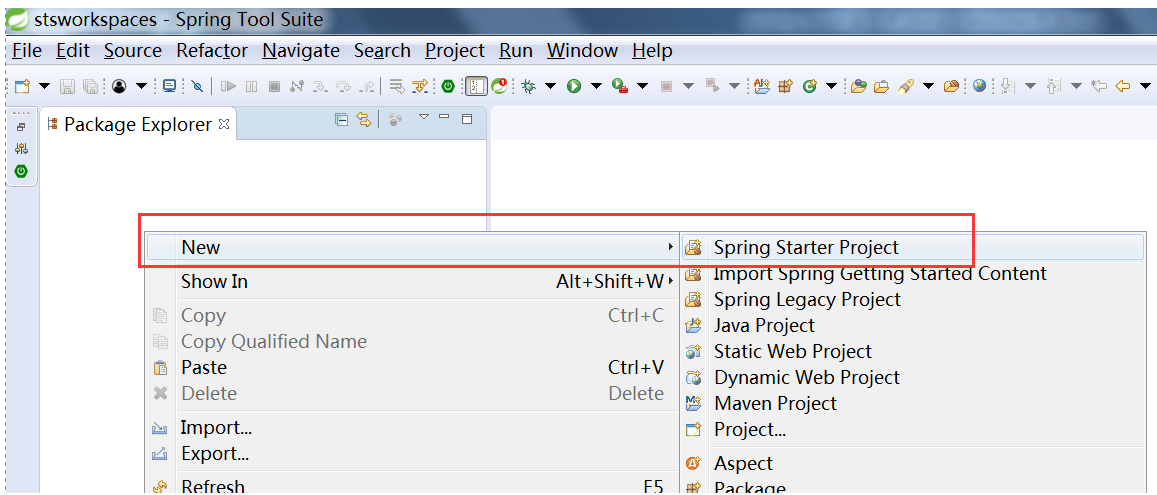 stsworkspaces - Spring Tool Suite
File Edit Source Refactor Navigate Search Project Run Window Help
Package Explorer
New
Spring Starter Project
Import Spring Getting Started Content
Show In Alt+Shift+W
Spring Legacy Project
Copy Ctrl+C
Java Project
Copy Qualified Name
Static Web Project
Paste Ctrl+V
Dynamic Web Project
Delete Delete
Maven Project
Import...
Project...
Export...
Aspect
Refresh F5
Package